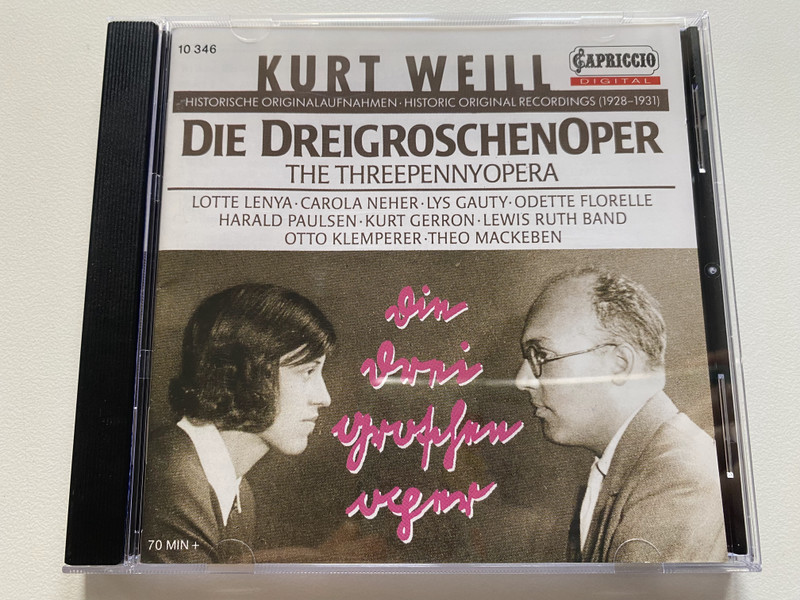 10 346
KURT WEILL
CAPRICCIO
DIGITAL
HISTORISCHE ORIGINALAUFNAHMEN · HISTORIC ORIGINAL RECORDINGS (1928–1931)
DIE DREIGROSCHENOPER
THE THREEPENNYOPERA
LOTTE LENYA · CAROLA NEHER · LYS GAUTY · ODETTE FLORELLE
HARALD PAULSEN · KURT GERRON · LEWIS RUTH BAND
OTTO KLEMPERER · THEO MACKEBEN
die
drei
groschen
oper
70 MIN +